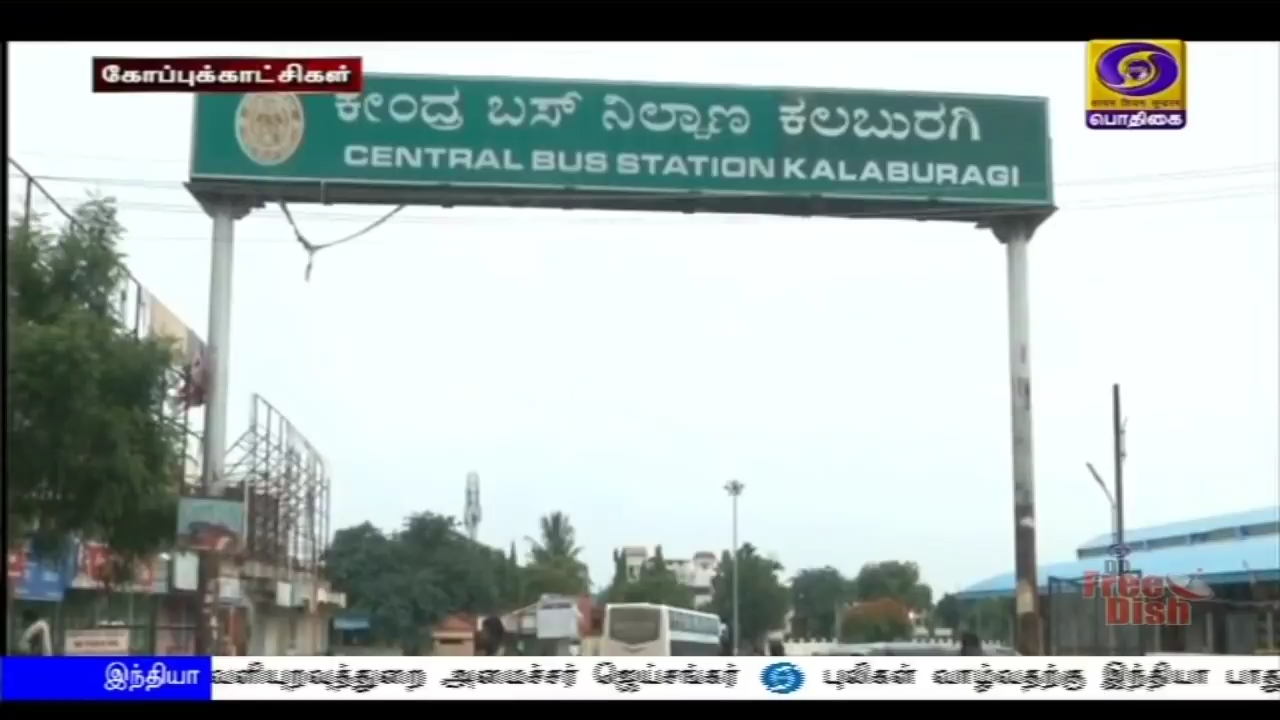 கோப்புக்காட்சிகள்
ಕೇಂದ್ರ ಬಸ್ ನಿಲ್ದಾಣ ಕಲಬುರಗಿ
CENTRAL BUS STATION KALABURAGI
பொதிகை
DD
Free
Dish
இந்தியா வெளியுறவுத்துறை அமைச்சர் ஜெய்சங்கர் புலிகள் வாழ்வதற்கு இந்தியா